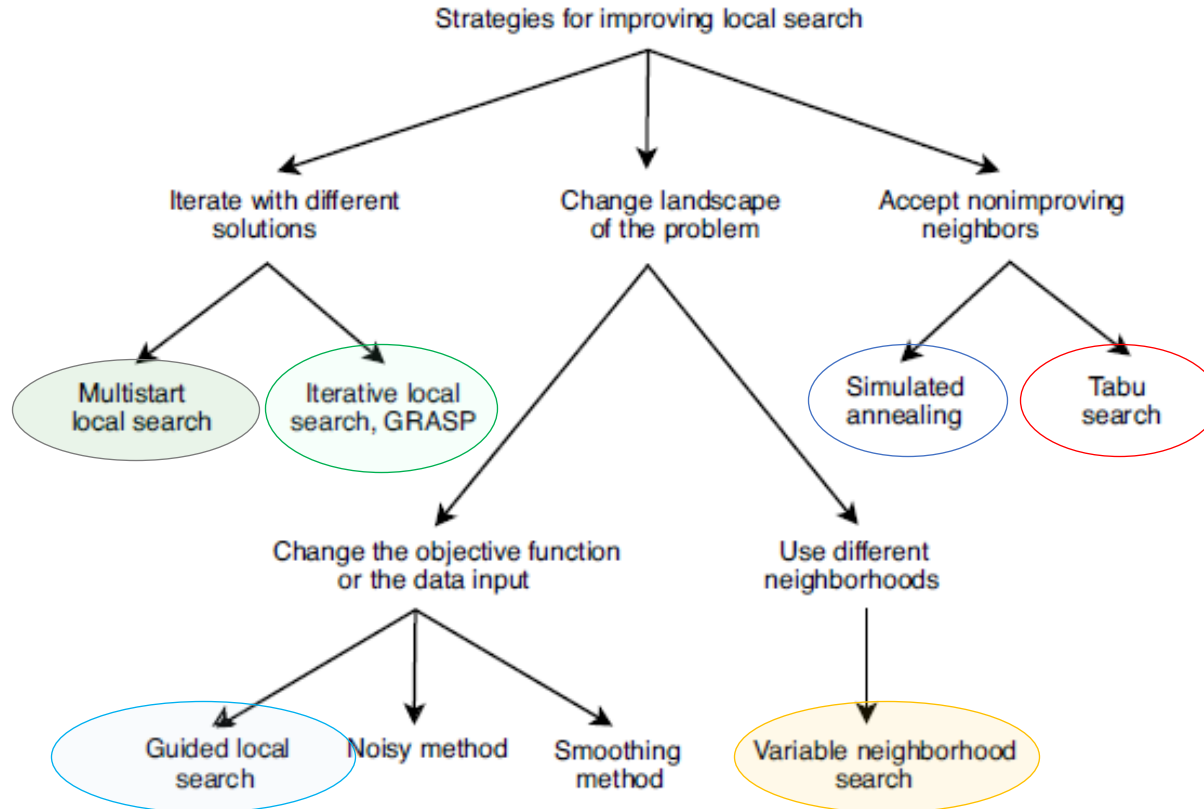 Strategies for improving local search
Iterate with different
solutions
Change landscape
of the problem
Accept nonimproving
neighbors
Multistart
local search
Iterative local
search, GRASP
Simulated
annealing
Tabu
search
Change the objective function
or the data input
Use different
neighborhoods
Guided local
search
Noisy method
Smoothing
method
Variable neighborhood
search